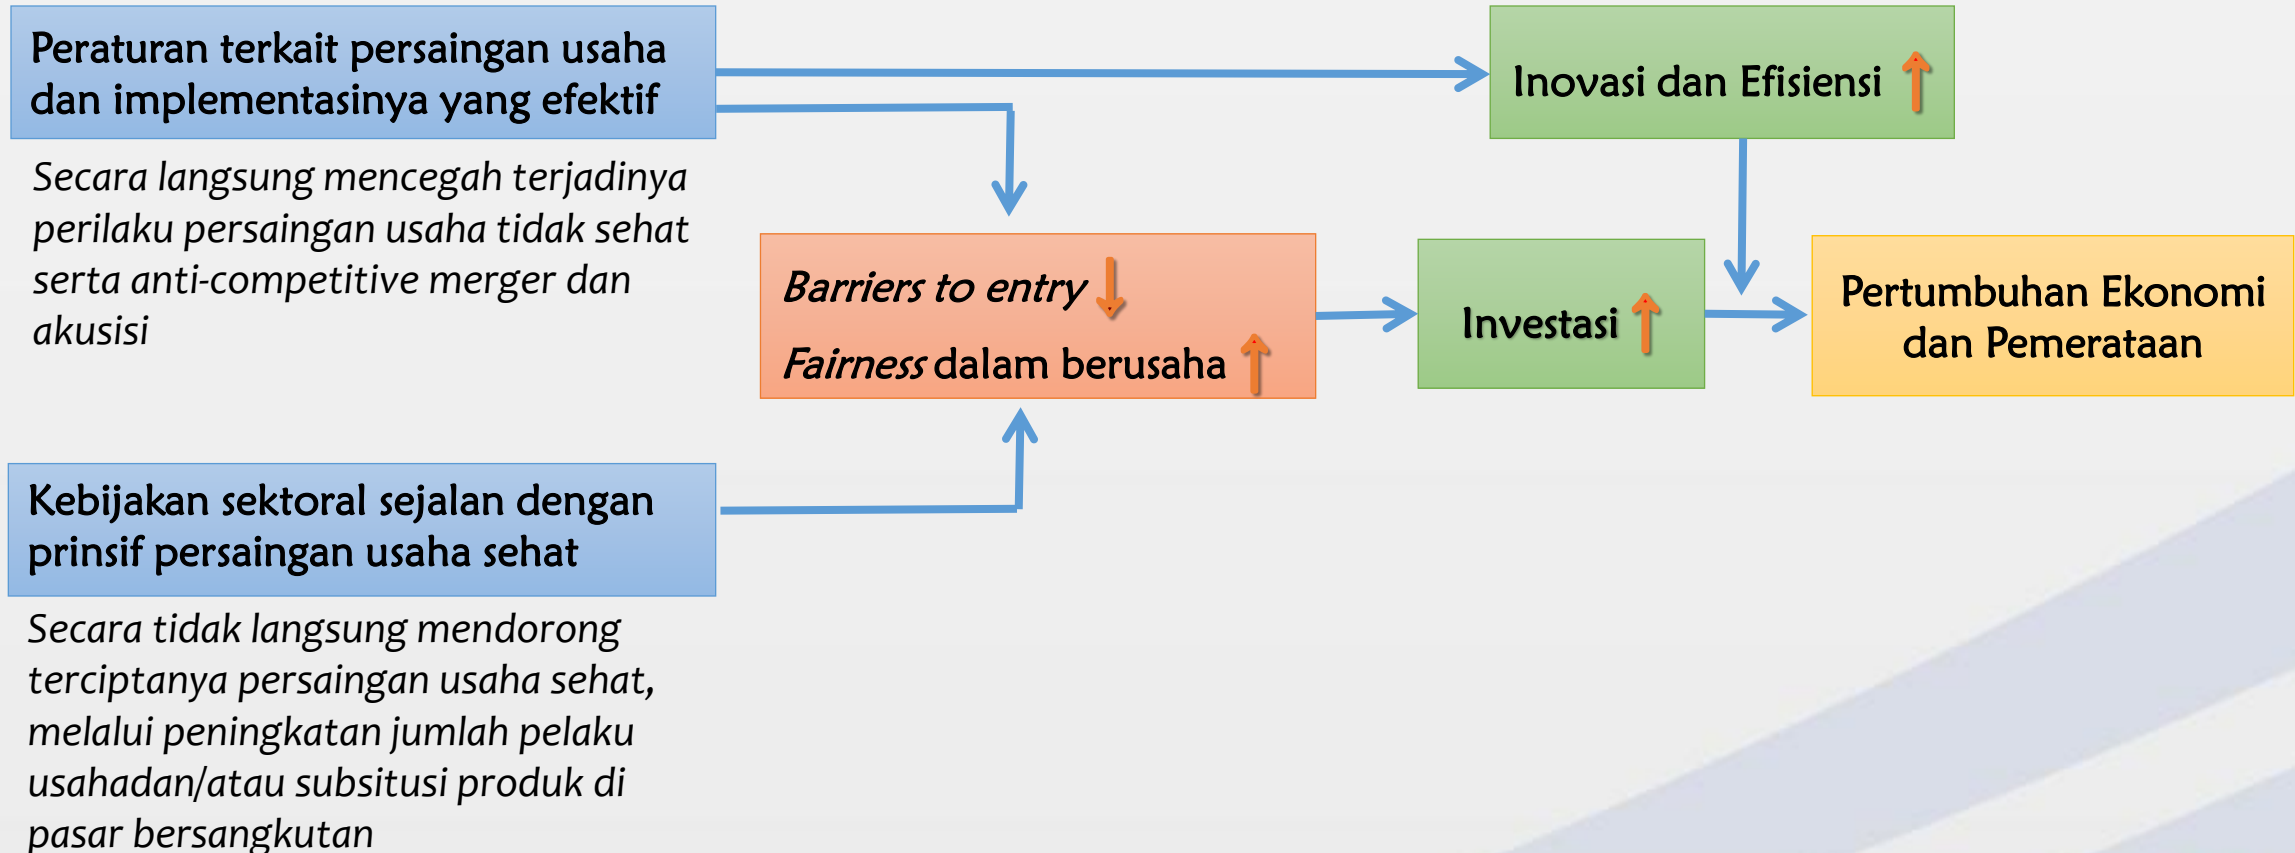 Peraturan terkait persaingan usaha
dan implementasinya yang efektif
Secara langsung mencegah terjadinya
perilaku persaingan usaha tidak sehat
serta anti-competitive merger dan
akusisi
Inovasi dan Efisiensi
Barriers to entry
Fairness dalam berusaha
Investasi
Pertumbuhan Ekonomi
dan Pemerataan
Kebijakan sektoral sejalan dengan
prinsif persaingan usaha sehat
Secara tidak langsung mendorong
terciptanya persaingan usaha sehat,
melalui peningkatan jumlah pelaku
usahadan/atau subsitusi produk di
pasar bersangkutan